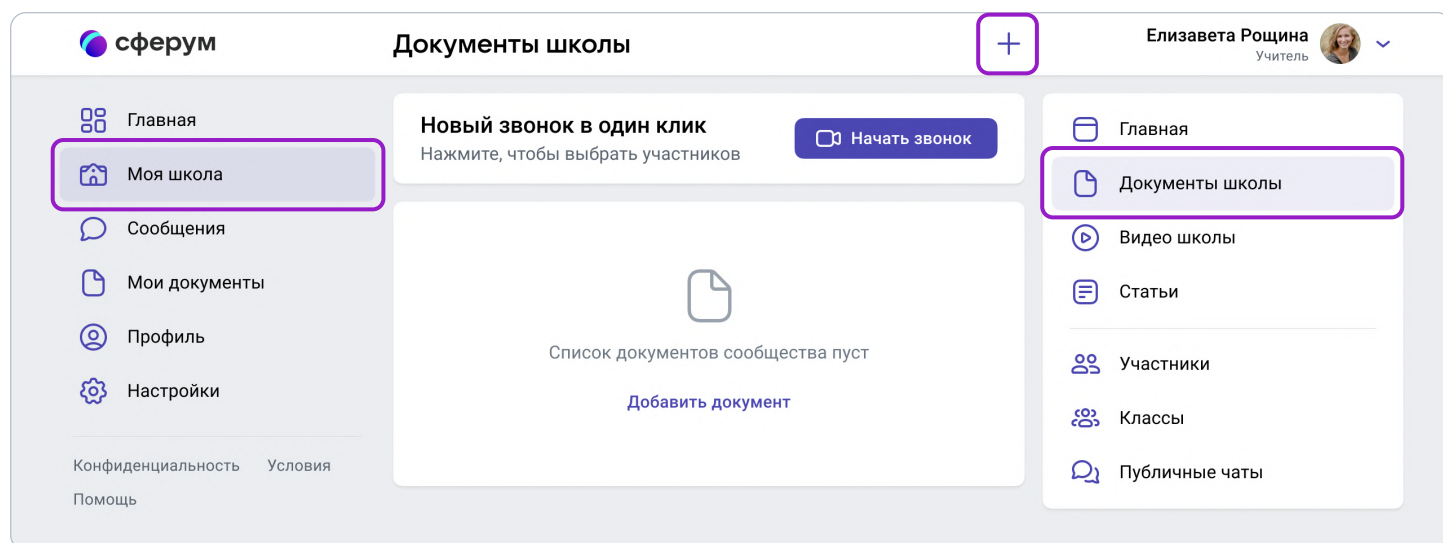 сферум
Документы школы
Елизавета Рощина
Учитель
Главная
Моя школа
Сообщения
Мои документы
Профиль
Настройки
Конфиденциальность Условия
Помощь
Новый звонок в один клик
Нажмите, чтобы выбрать участников
Начать звонок
Список документов сообщества пуст
Добавить документ
Главная
Документы школы
Видео школы
Статьи
Участники
Классы
Публичные чаты